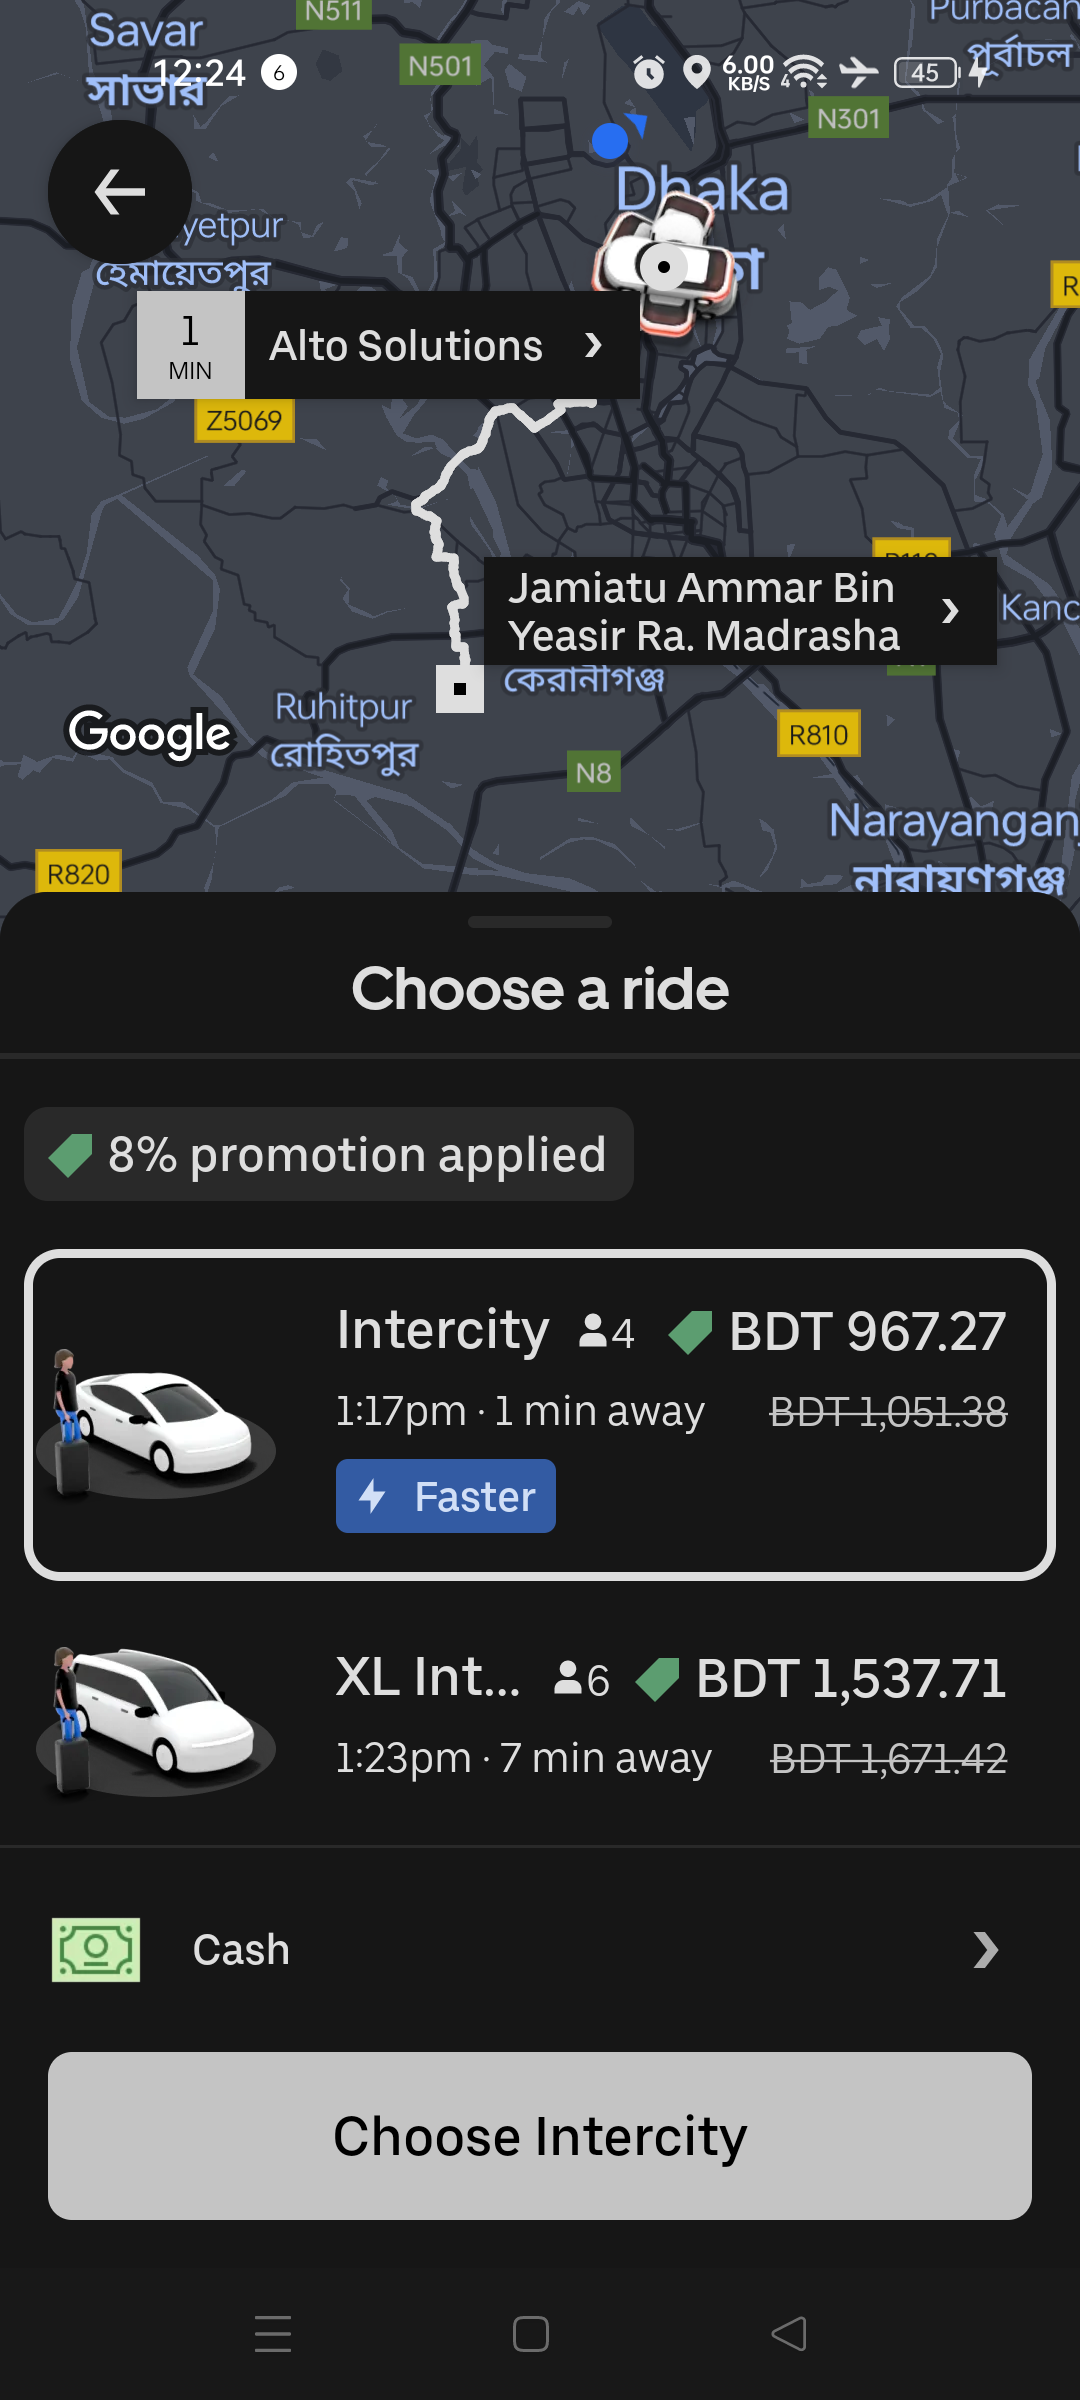 N511
Savar
সাভার
Purbachal
পূর্বাচল
12:24
6
N501
6.00
KB/S
4
45
N301
Dhaka
yetpur
হেমায়েতপুর
R
1
MIN
Alto Solutions
Z5069
Jamiatu Ammar Bin
Yeasir Ra. Madrasha
Kanc
কেরানীগঞ্জ
Ruhitpur
রোহিতপুর
Google
R810
N8
Narayangan
নারায়ণগঞ্জ
R820
Choose a ride
8% promotion applied
Intercity 4 BDT 967.27
1:17pm · 1 min away BDT 1,051.38
Faster
XL Int... 6 BDT 1,537.71
1:23pm · 7 min away BDT 1,671.42
Cash
Choose Intercity